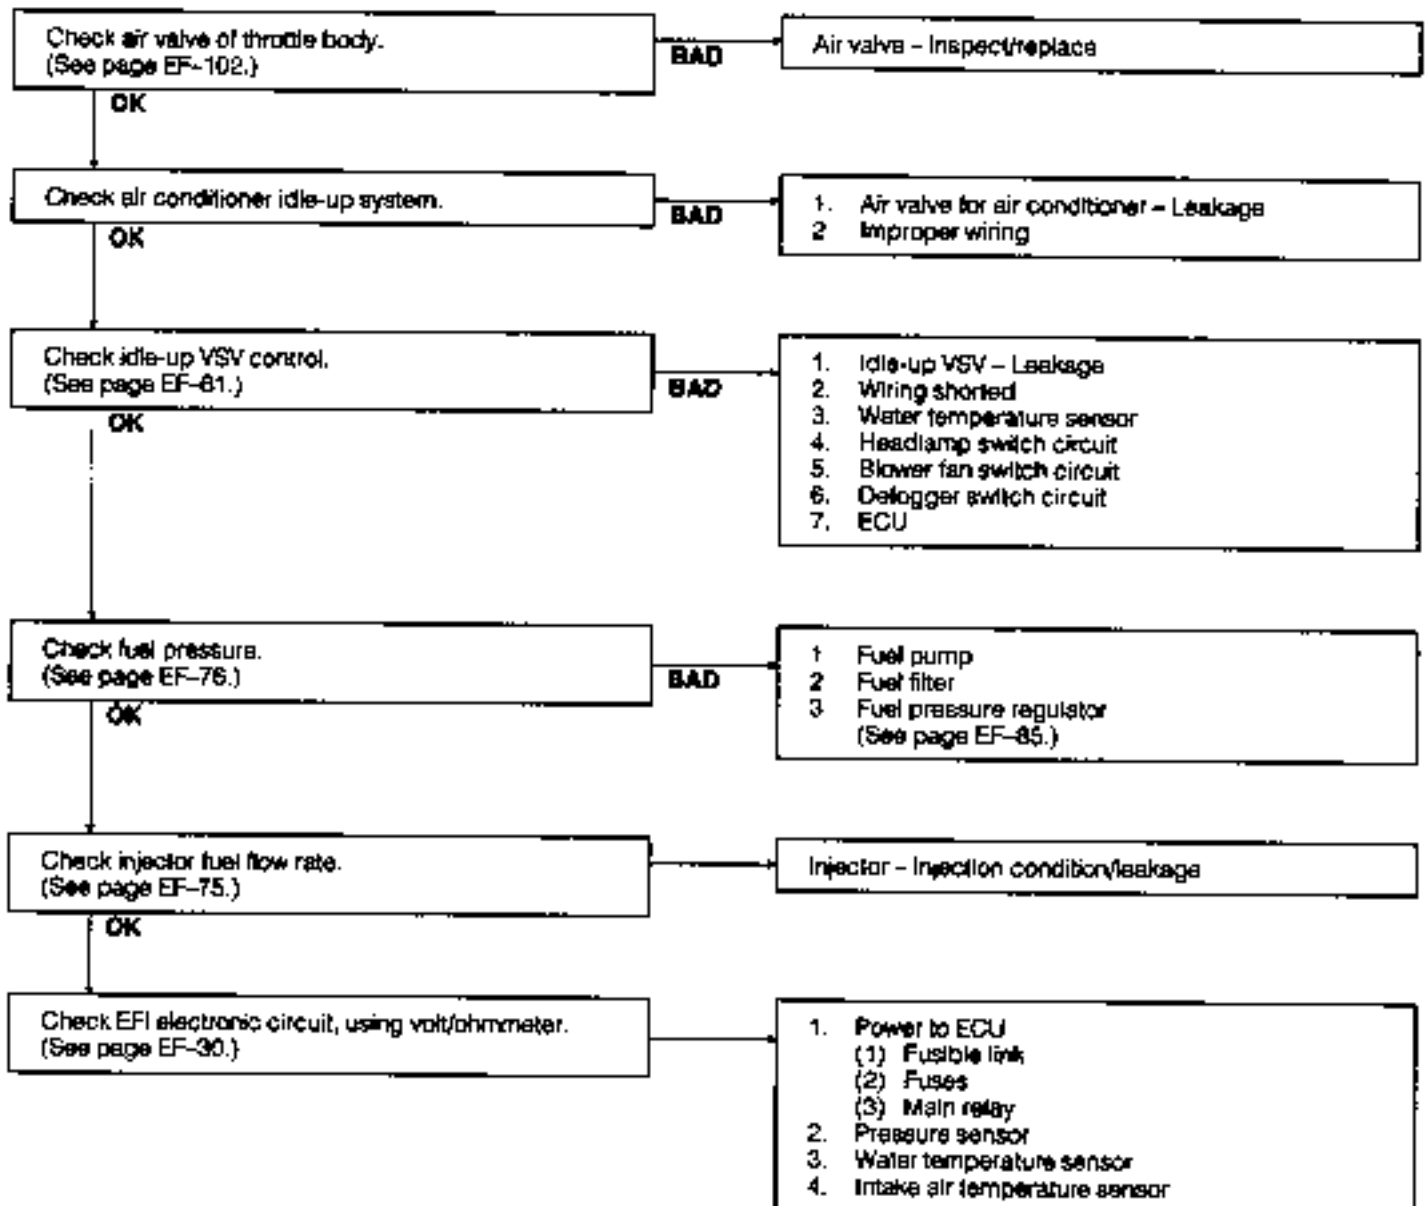 Check air valve of throttle body.
(See page EF-102.)
BAD
Air valve – Inspect/replace
OK
Check air conditioner idle-up system.
BAD
1. Air valve for air conditioner – Leakage
2 Improper wiring
OK
Check idle-up VSV control.
(See page EF-81.)
BAD
1. Idle-up VSV – Leakage
2. Wiring shorted
3. Water temperature sensor
4. Headlamp switch circuit
5. Blower fan switch circuit
6. Defogger switch circuit
7. ECU
OK
Check fuel pressure.
(See page EF-76.)
BAD
1 Fuel pump
2 Fuel filter
3 Fuel pressure regulator
(See page EF-85.)
OK
Check injector fuel flow rate.
(See page EF-75.)
Injector – Injection condition/leakage
OK
Check EFI electronic circuit, using volt/ohmmeter.
(See page EF-30.)
1. Power to ECU
(1) Fusible link
(2) Fuses
(3) Main relay
2. Pressure sensor
3. Water temperature sensor
4. Intake air temperature sensor